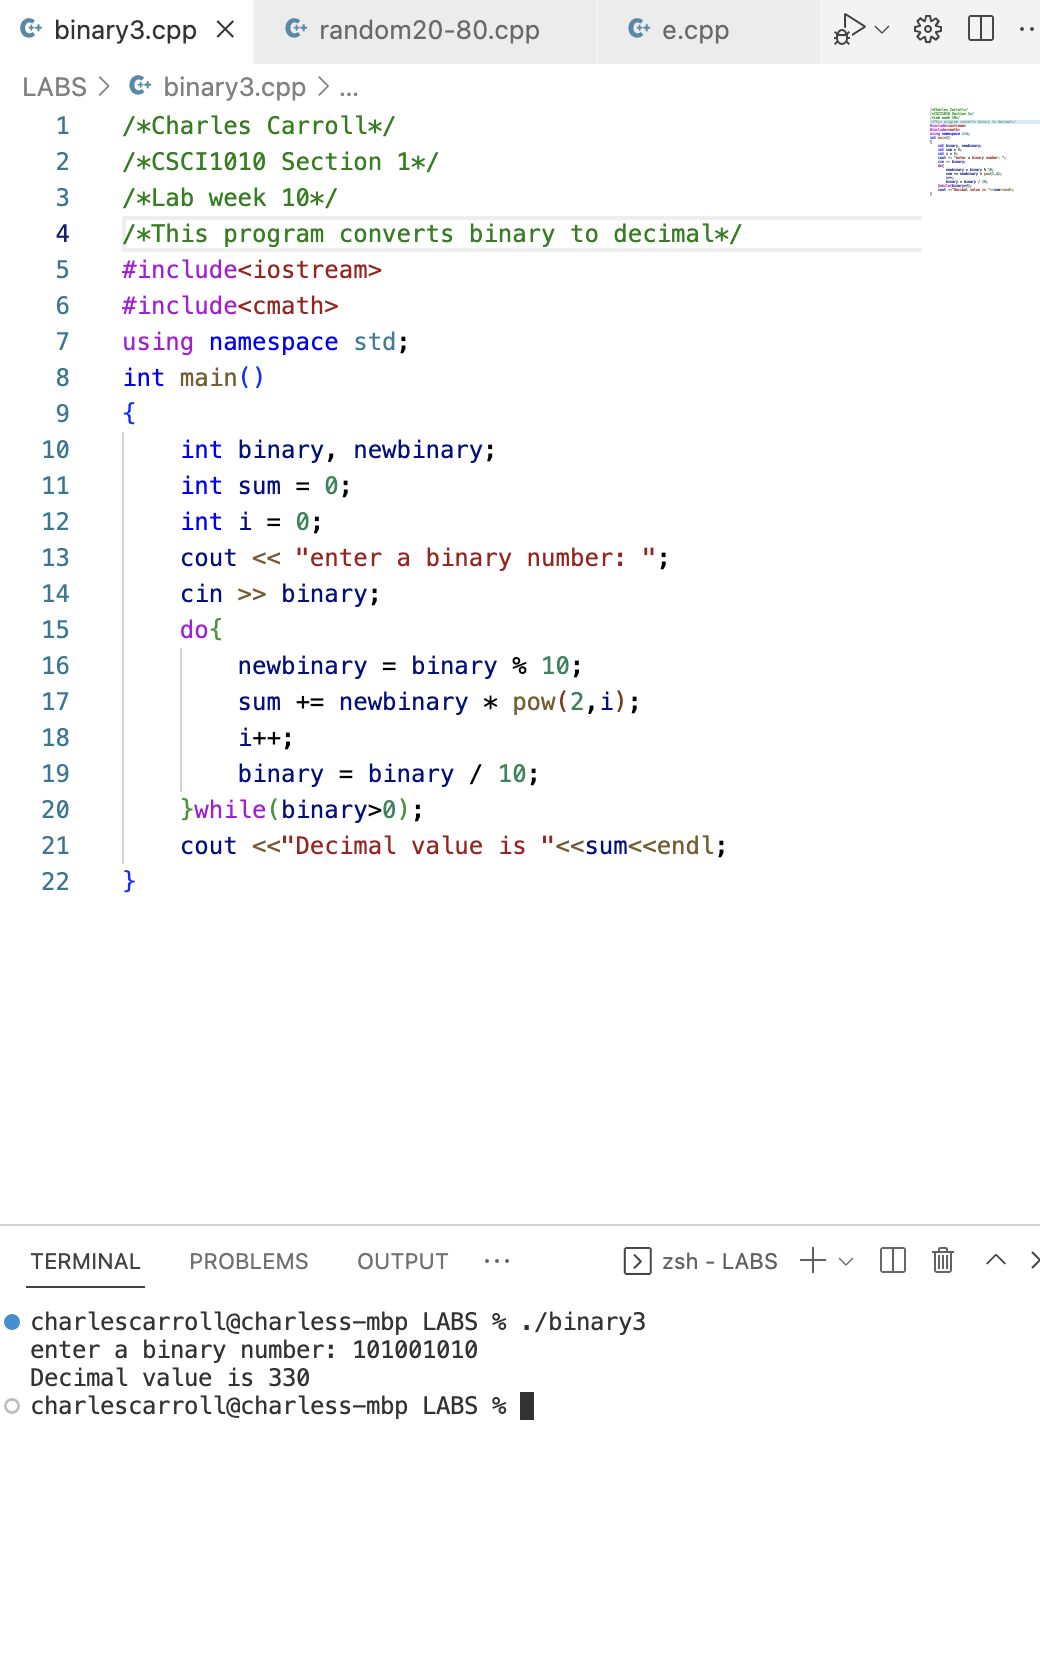 binary3.cpp random20-80.cpp e.cpp
LABS > binary3.cpp > ...
1 /*Charles Carroll*/
2 /*CSCI1010 Section 1*/
3 /*Lab week 10*/
4 /*This program converts binary to decimal*/
5 #include<iostream>
6 #include<cmath>
7 using namespace std;
8 int main()
9 {
10     int binary, newbinary;
11     int sum = 0;
12     int i = 0;
13     cout << "enter a binary number: ";
14     cin >> binary;
15     do{
16         newbinary = binary % 10;
17         sum += newbinary * pow(2,i);
18         i++;
19         binary = binary / 10;
20     }while(binary>0);
21     cout <<"Decimal value is "<<sum<<endl;
22 }
TERMINAL PROBLEMS OUTPUT ··· zsh - LABS
charlescarroll@charless-mbp LABS % ./binary3
enter a binary number: 101001010
Decimal value is 330
charlescarroll@charless-mbp LABS %